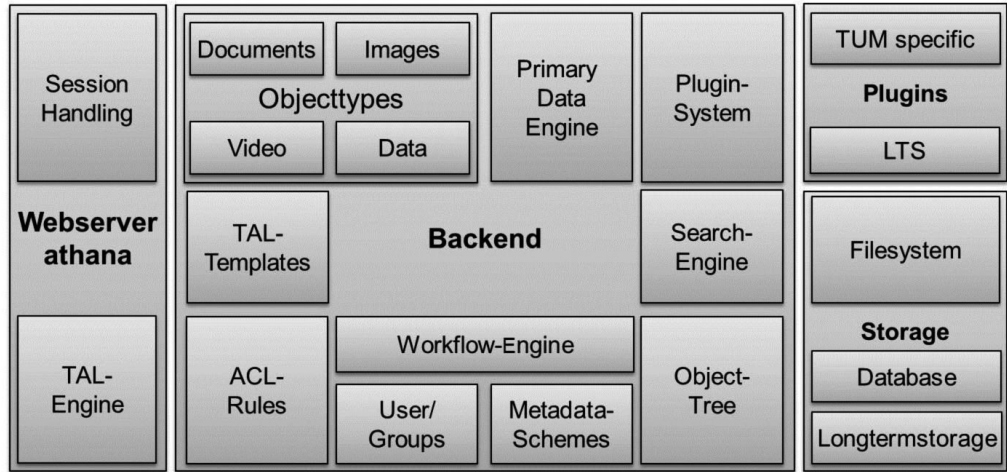 Session
Handling
Webserver
athana
TAL-
Engine
Documents
Images
Objecttypes
Video
Data
Primary
Data
Engine
Plugin-
System
TAL-
Templates
Backend
Search-
Engine
ACL-
Rules
Workflow-Engine
User/
Groups
Metadata-
Schemes
Object-
Tree
TUM specific
Plugins
LTS
Filesystem
Storage
Database
Longtermstorage